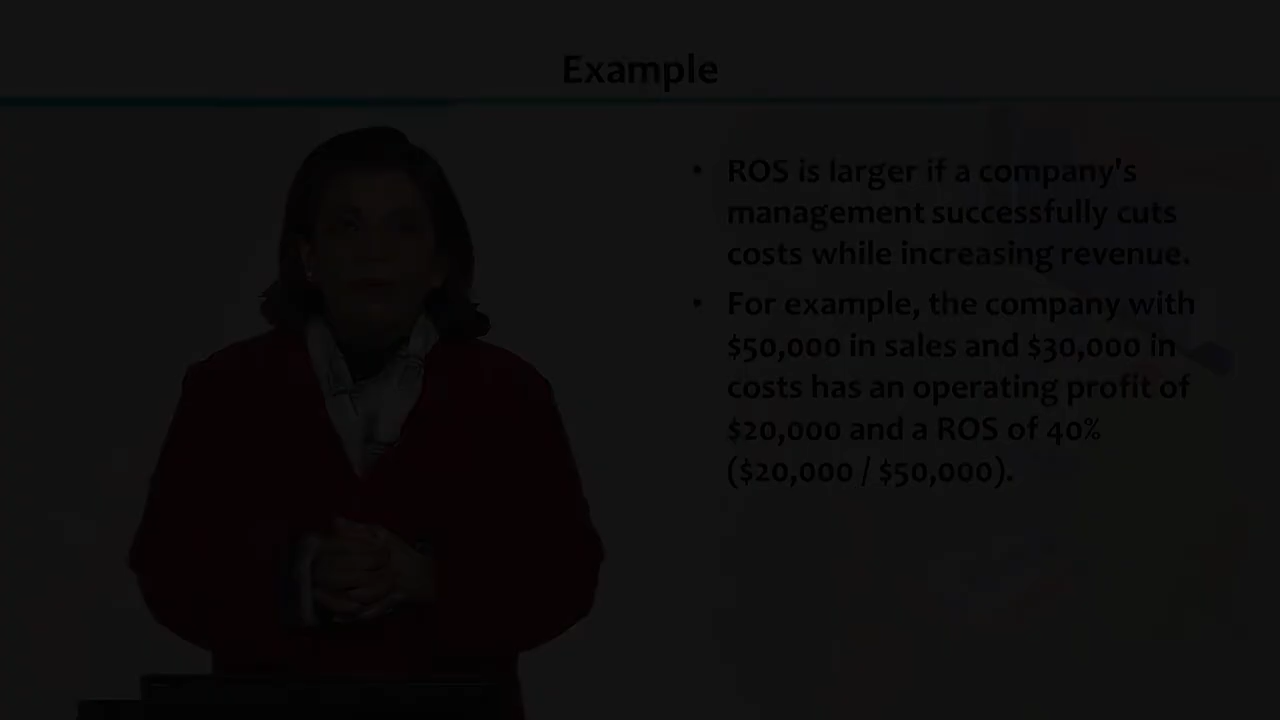 Example
• ROS is larger if a company's
management successfully cuts
costs while increasing revenue.
• For example, the company with
$50,000 in sales and $30,000 in
costs has an operating profit of
$20,000 and a ROS of 40%
($20,000 / $50,000).